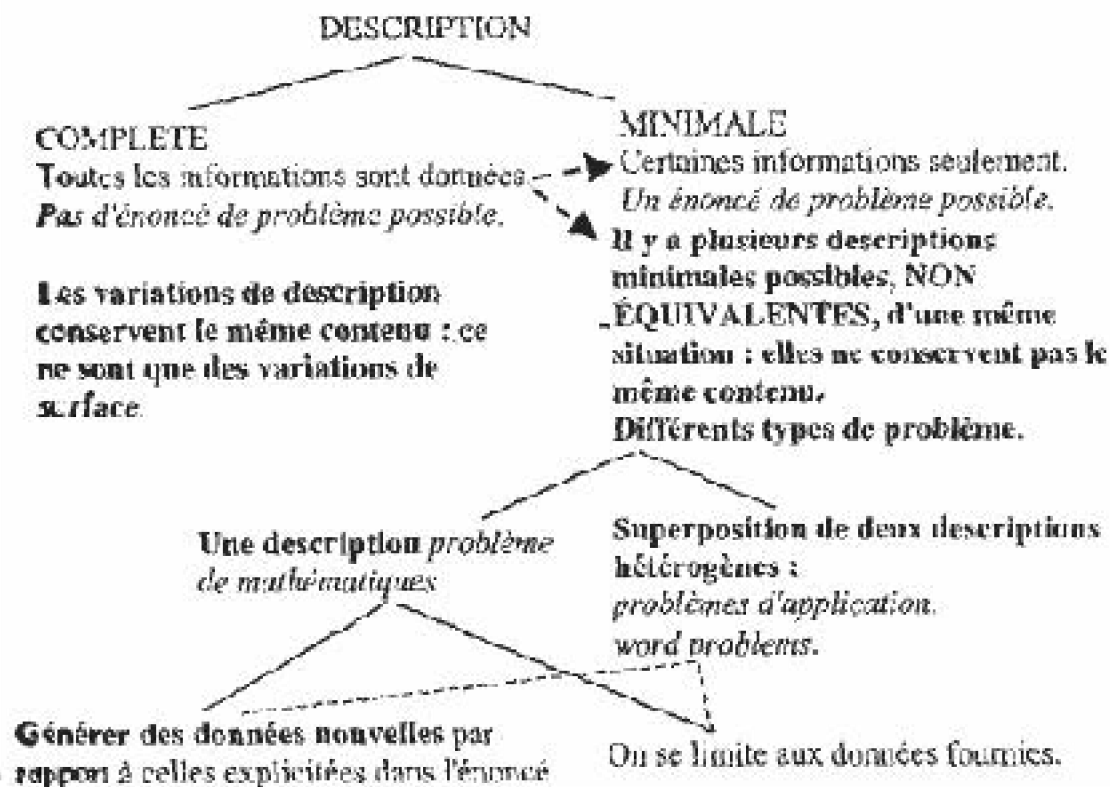 DESCRIPTION
COMPLETE
Toutes les informations sont données.
Pas d'énoncé de problème possible.
Les variations de description
conservent le même contenu : ce
ne sont que des variations de
surface.
MINIMALE
Certaines informations seulement.
Un énoncé de problème possible.
Il y a plusieurs descriptions
minimales possibles, NON
ÉQUIVALENTES, d'une même
situation : elles ne conservent pas le
même contenu.
Différents types de problème.
Une description problème
de mathématiques
Superposition de deux descriptions
hétérogènes :
problèmes d'application.
word problems.
Générer des données nouvelles par
rapport à celles explicitées dans l'énoncé
On se limite aux données fournies.